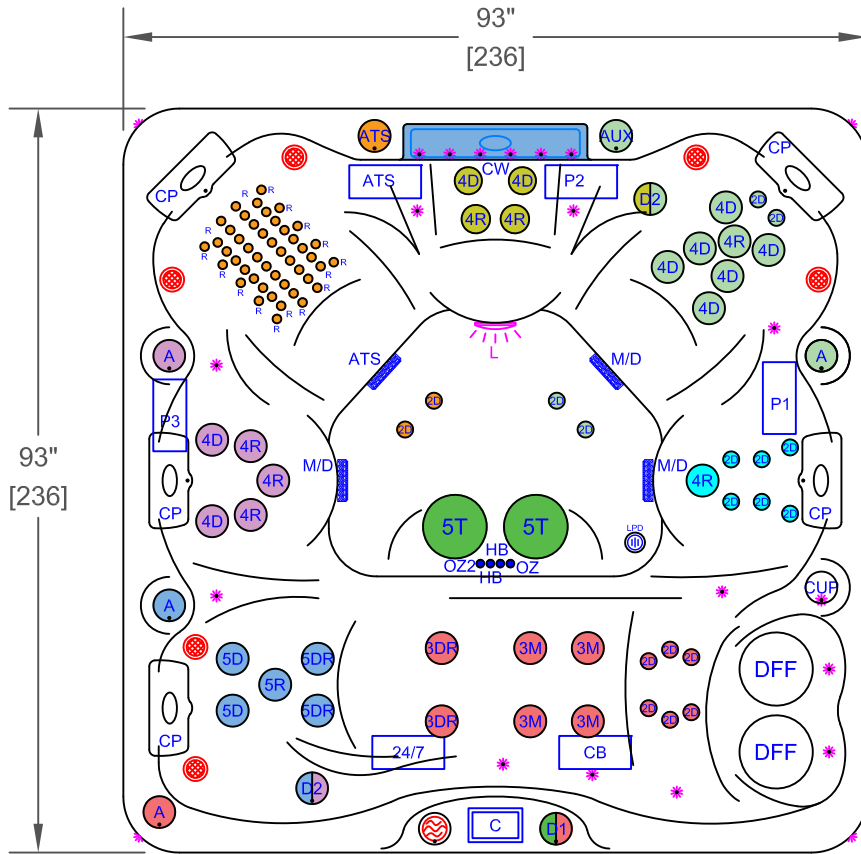 93"
[236]
ATS AUX
CW
CP ATS 4D 4D P2 CP
4R 4R D2
R R R R R R R R R R R R R R R R
4D 4D 4R 4D 4D 4D 4D
2D 2D
L
A ATS M/D A
P3 P1
2D 2D
2D 2D
93"
[236]
4D 4R 4R 4D 4R
M/D M/D
4R 2D 2D 2D 2D 2D 2D
CP CP
5T 5T
LPD
HB
OZ2 OZ
HB
A CUP
5D 5DR 3DR 3M 3M 2D 2D 2D
5R DFF
5D 5DR 3DR 3M 3M 2D 2D 2D
CP 24/7 CB DFF
D2
A C D1